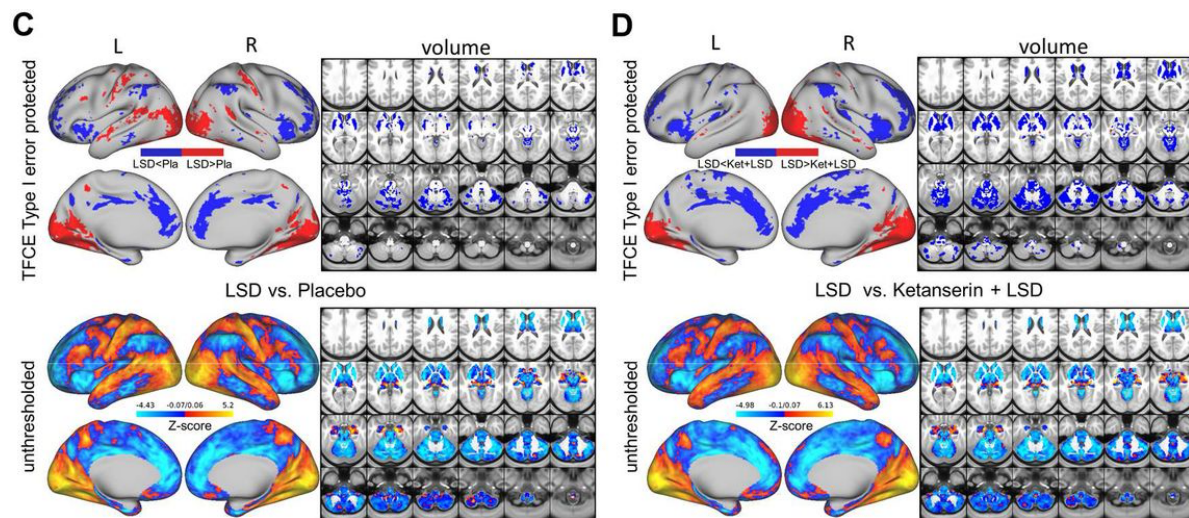 C
L R volume
TFCE Type I error protected
LSD<Pla LSD>Pla
LSD vs. Placebo
unthresholded
-4.43 -0.07/0.06 5.2
Z-score
D
L R volume
TFCE Type I error protected
LSD<Ket+LSD LSD>Ket+LSD
LSD vs. Ketanserin + LSD
unthresholded
-4.98 -0.1/0.07 6.13
Z-score